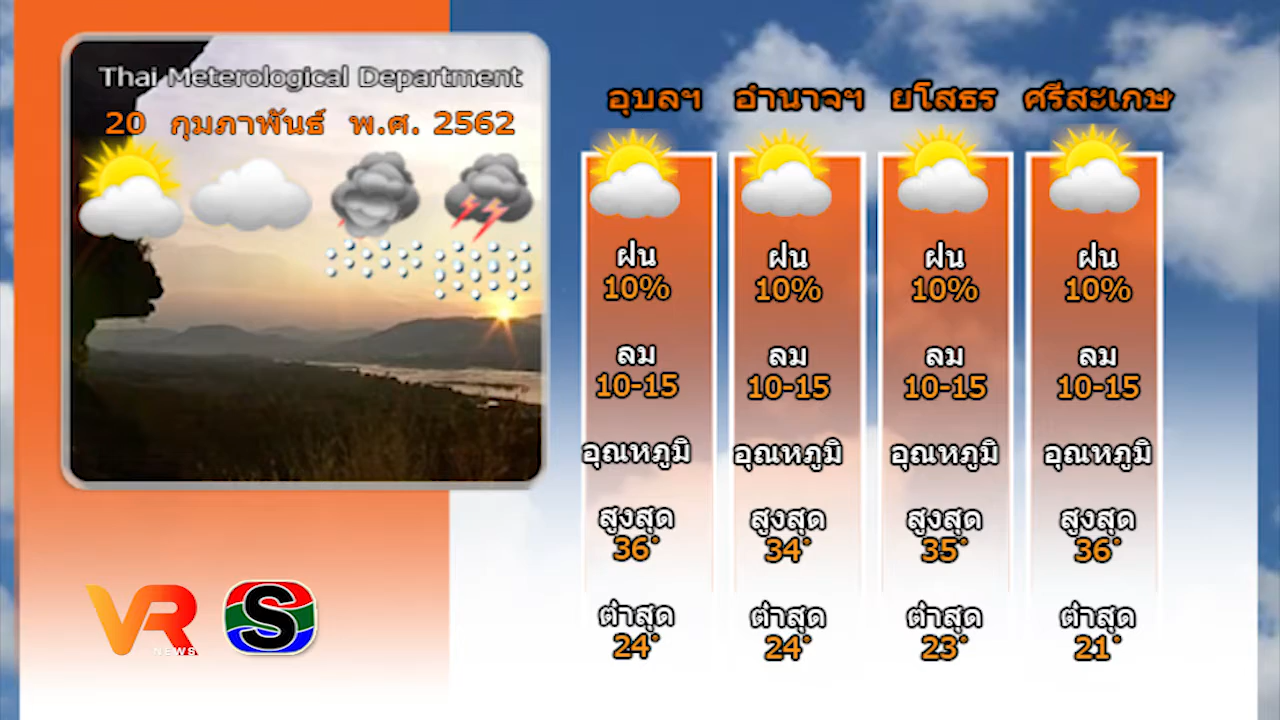 Thai Meterological Department
20 กุมภาพันธ์ พ.ศ. 2562
อุบลฯ อำนาจฯ ยโสธร ศรีสะเกษ
ฝน ฝน ฝน ฝน
10% 10% 10% 10%
ลม ลม ลม ลม
10-15 10-15 10-15 10-15
อุณหภูมิ อุณหภูมิ อุณหภูมิ อุณหภูมิ
สูงสุด สูงสุด สูงสุด สูงสุด
36° 34° 35° 36°
ต่ำสุด ต่ำสุด ต่ำสุด ต่ำสุด
24° 24° 23° 21°
VR S
NEWS